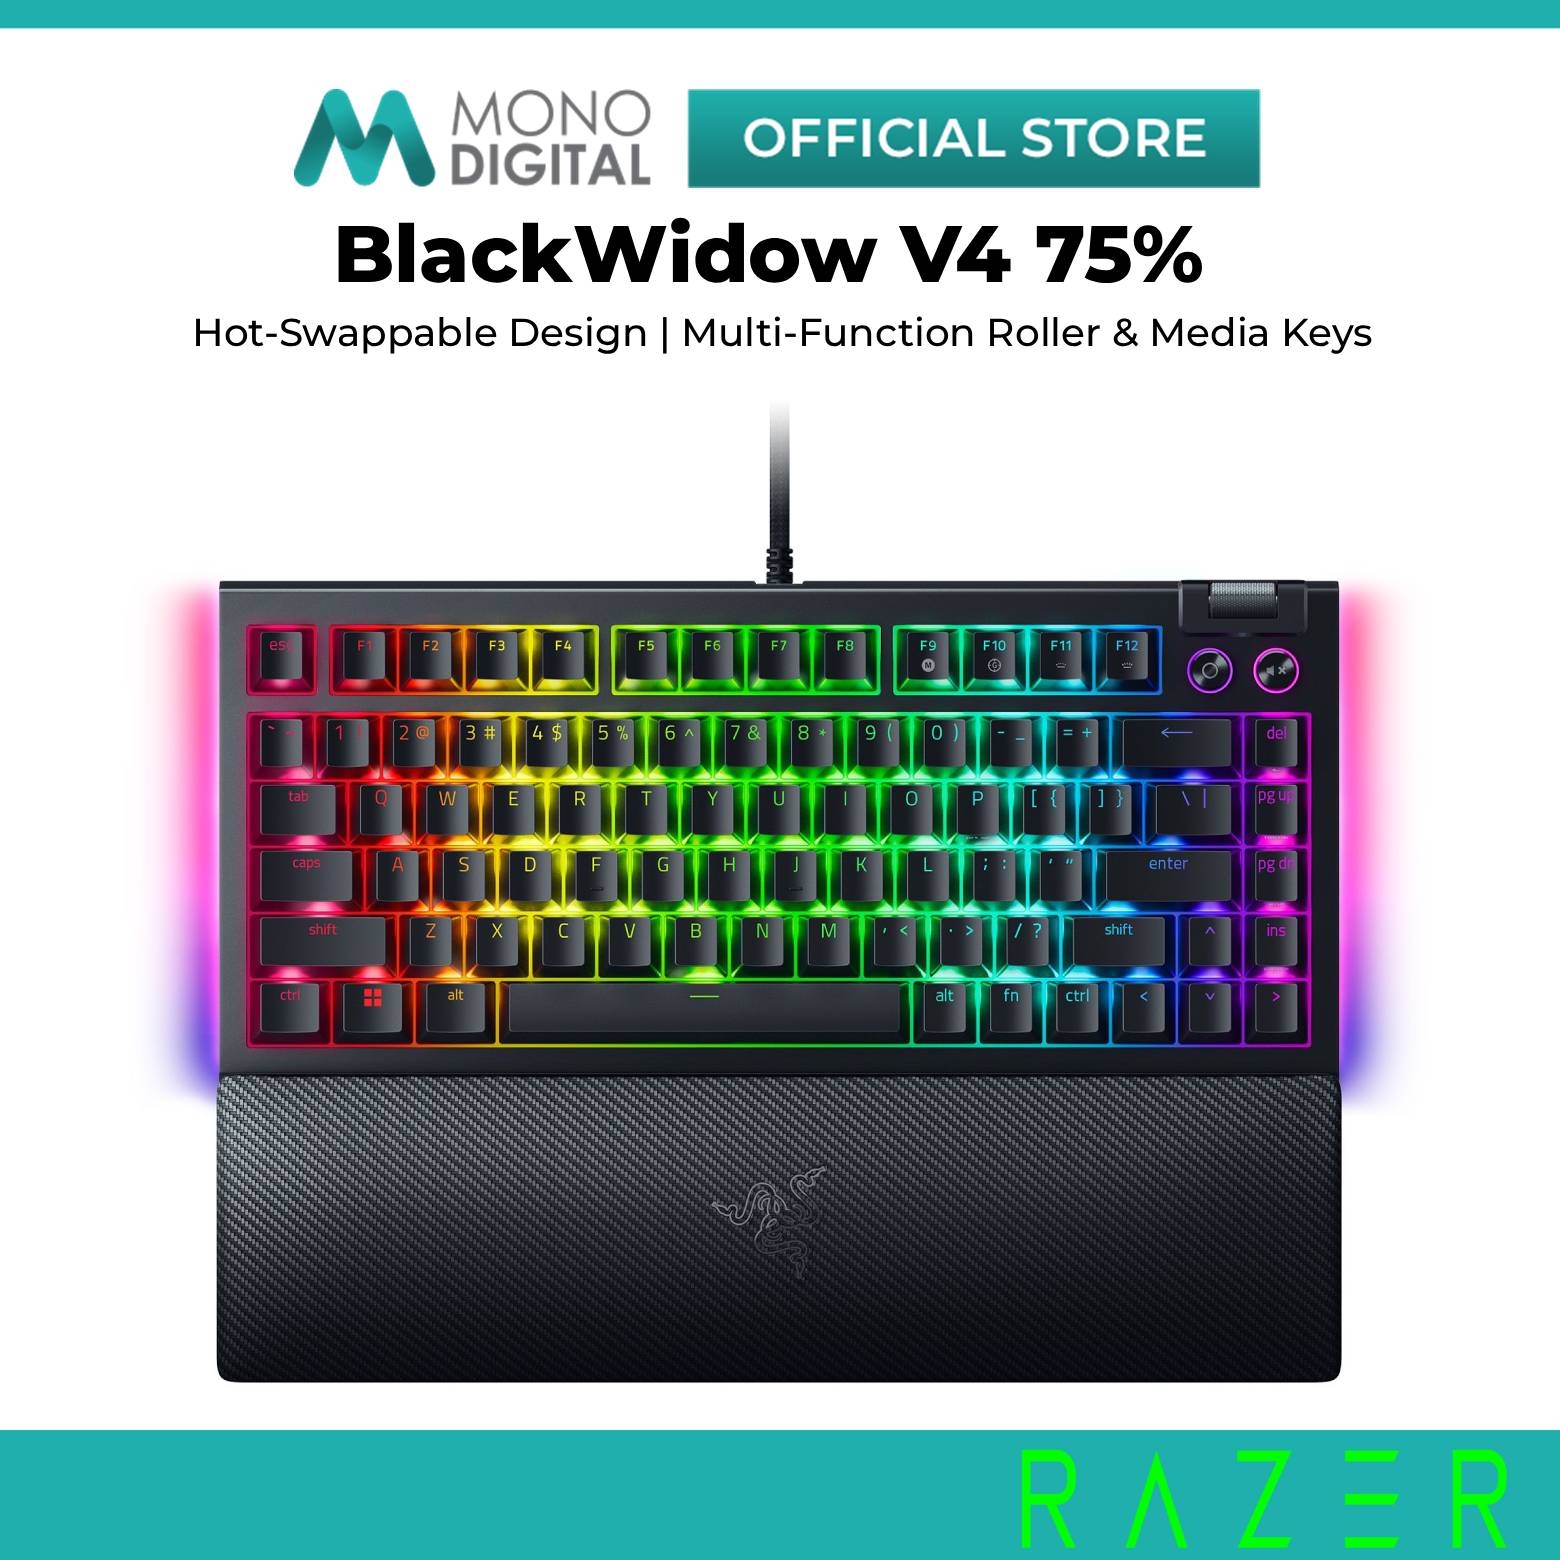 MONO
DIGITAL
OFFICIAL STORE
BlackWidow V4 75%
Hot-Swappable Design | Multi-Function Roller & Media Keys
esc F1 F2 F3 F4 F5 F6 F7 F8 F9 F10 F11 F12
M G
` ~ 1 ! 2 @ 3 # 4 $ 5 % 6 ^ 7 & 8 * 9 ( 0 ) - _ = + ← del
tab Q W E R T Y U I O P [ { ] } \ | pg up
caps A S D F G H J K L ; : ' " enter pg dn
shift Z X C V B N M , < . > / ? shift ^ ins
ctrl alt — alt fn ctrl < ˅ >
RAZER